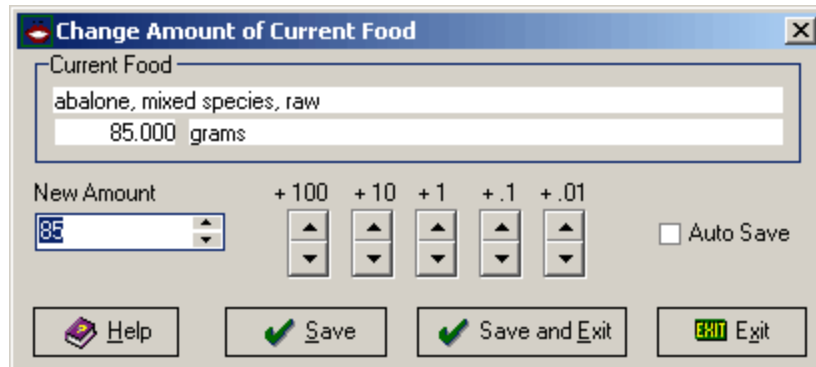 Change Amount of Current Food
Current Food
abalone, mixed species, raw
85.000 grams
New Amount + 100 + 10 + 1 + .1 + .01
85 Auto Save
Help Save Save and Exit EXIT Exit